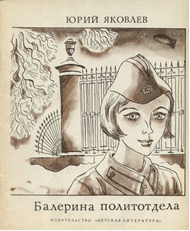 ЮРИЙ ЯКОВЛЕВ
Балерина политотдела
ИЗДАТЕЛЬСТВО «ДЕТСКАЯ ЛИТЕРАТУРА»